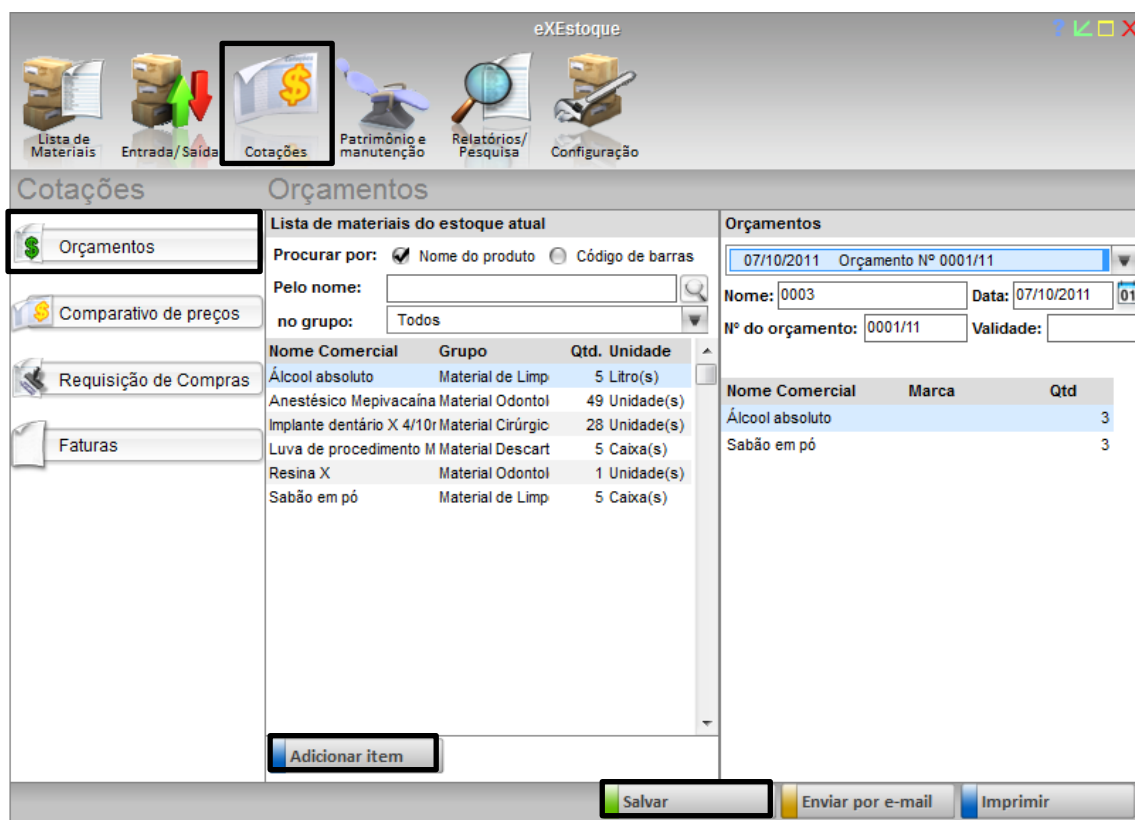 eXEstoque
Lista de Materiais
Entrada/Saída
Cotações
Patrimônio e manutenção
Relatórios/ Pesquisa
Configuração
Cotações
Orçamentos
Comparativo de preços
Requisição de Compras
Faturas
Orçamentos
Lista de materiais do estoque atual
Procurar por: Nome do produto Código de barras
Pelo nome:
no grupo: Todos
Nome Comercial Grupo Qtd. Unidade
Álcool absoluto Material de Limp 5 Litro(s)
Anestésico Mepivacaína Material Odontol 49 Unidade(s)
Implante dentário X 4/10r Material Cirúrgic 28 Unidade(s)
Luva de procedimento M Material Descart 5 Caixa(s)
Resina X Material Odontol 1 Unidade(s)
Sabão em pó Material de Limp 5 Caixa(s)
Adicionar item
Orçamentos
07/10/2011 Orçamento Nº 0001/11
Nome: 0003 Data: 07/10/2011 01
Nº do orçamento: 0001/11 Validade:
Nome Comercial Marca Qtd
Álcool absoluto 3
Sabão em pó 3
Salvar Enviar por e-mail Imprimir